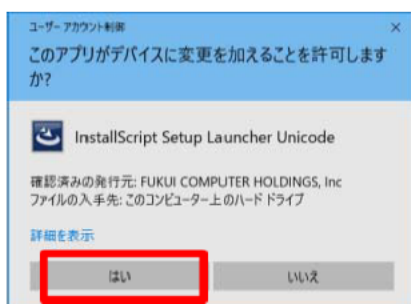 ユーザー アカウント制御
×
このアプリがデバイスに変更を加えることを許可します
か?
InstallScript Setup Launcher Unicode
確認済みの発行元: FUKUI COMPUTER HOLDINGS, Inc
ファイルの入手先: このコンピューター上のハード ドライブ
詳細を表示
はい
いいえ